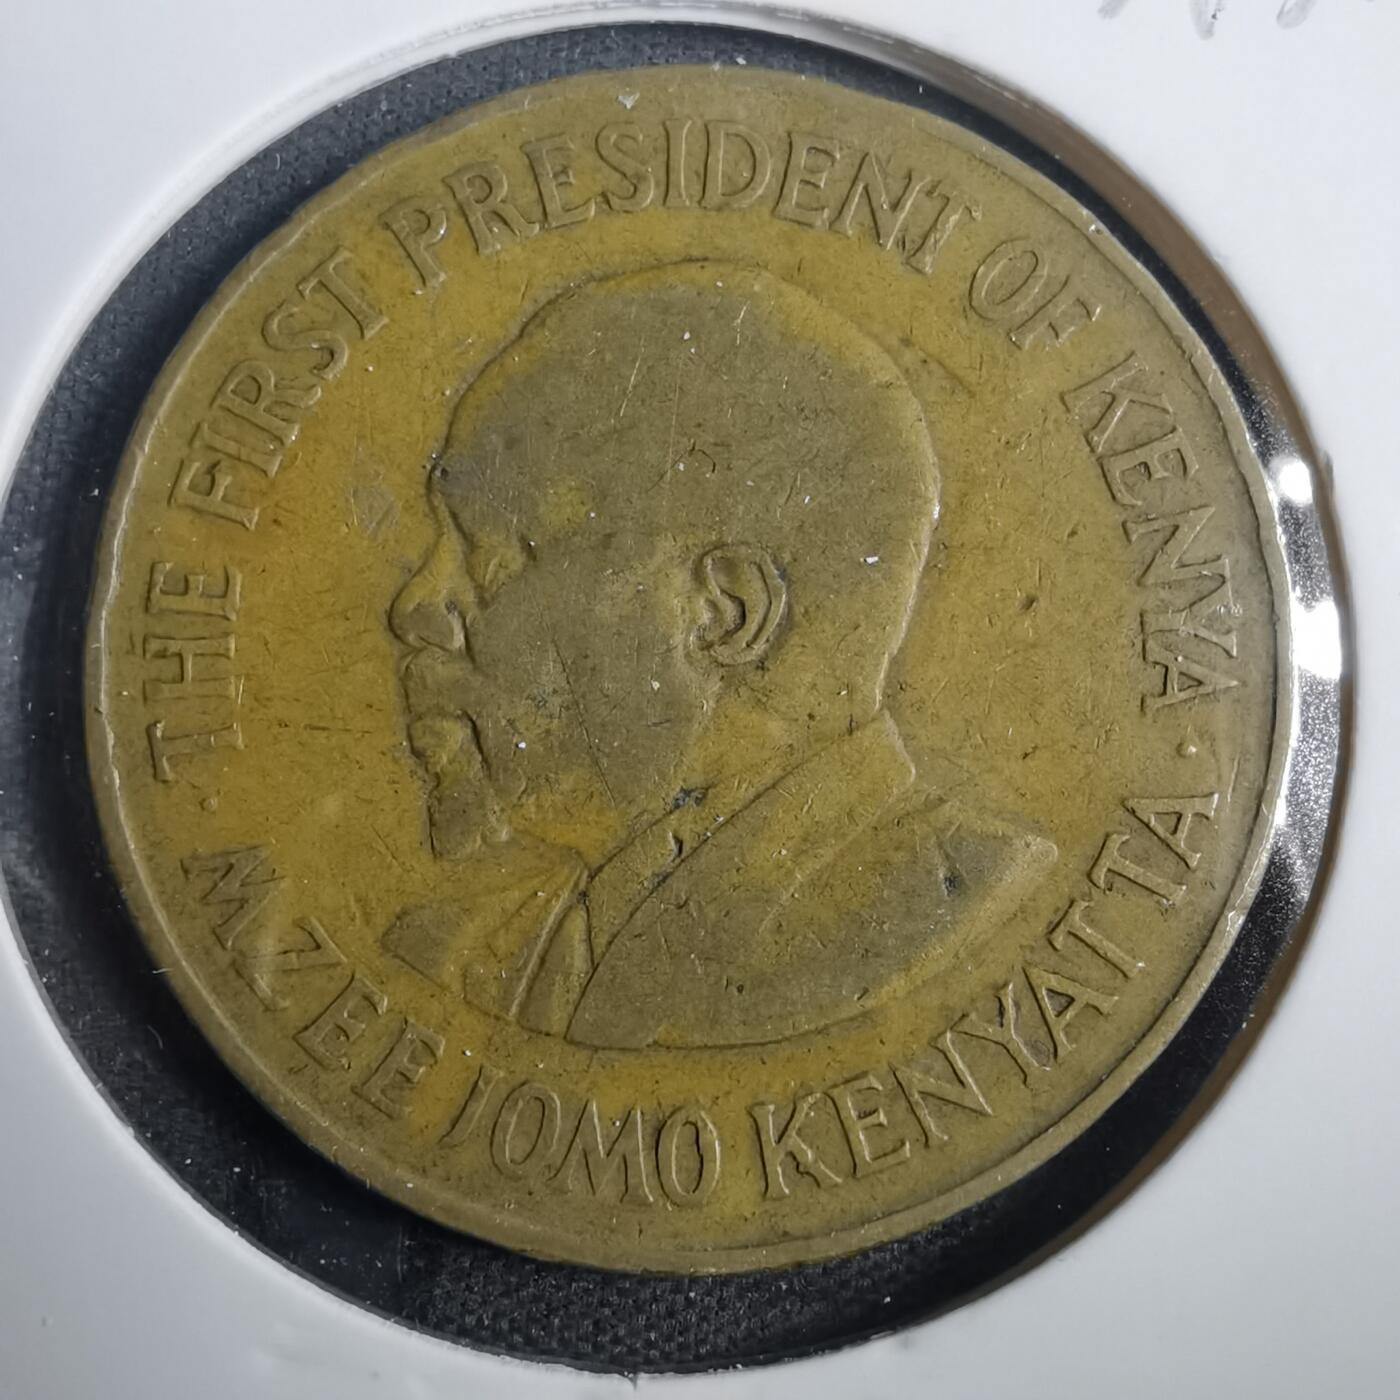 · THE FIRST PRESIDENT OF KENYA ·
MZEE JOMO KENYATTA